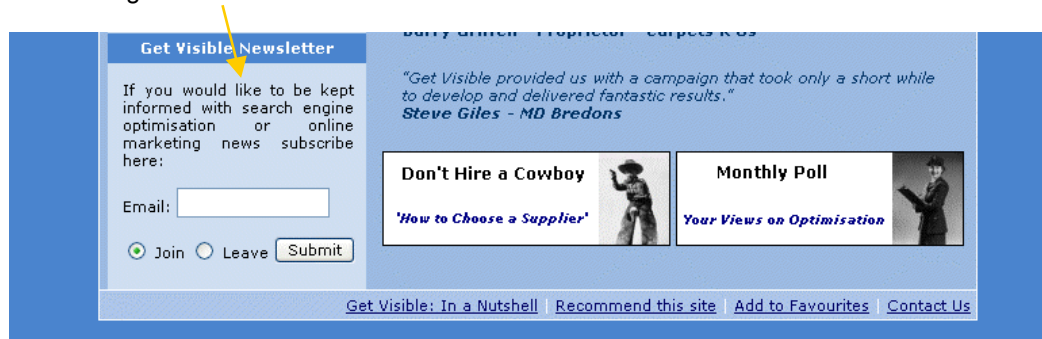 Get Visible Newsletter
If you would like to be kept
informed with search engine
optimisation or online
marketing news subscribe
here:
Email:
Join Leave Submit
"Get Visible provided us with a campaign that took only a short while
to develop and delivered fantastic results."
Steve Giles - MD Bredons
Don't Hire a Cowboy
'How to Choose a Supplier'
Monthly Poll
Your Views on Optimisation
Get Visible: In a Nutshell | Recommend this site | Add to Favourites | Contact Us